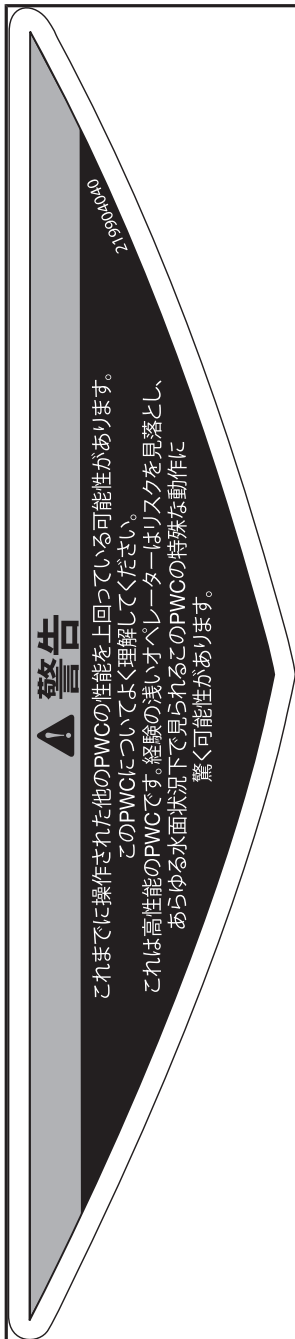 警告
これまでに操作された他のPWCの性能を上回っている可能性があります。
このPWCについてよく理解してください。
これは高性能のPWCです。経験の浅いオペレーターはリスクを見落とし、
あらゆる水面状況下で見られるこのPWCの特殊な動作に
驚く可能性があります。
219904040